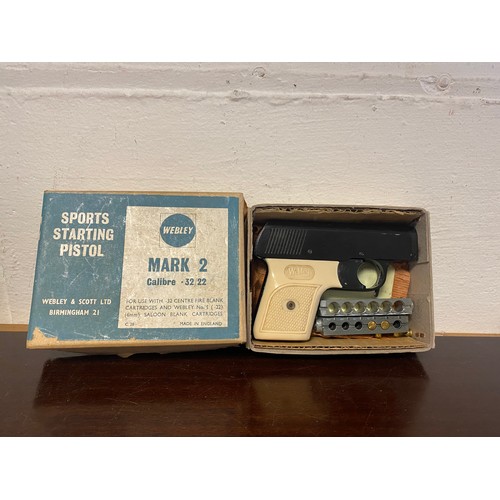 SPORTS
STARTING
PISTOL
WEBLEY & SCOTT LTD
BIRMINGHAM 21
WEBLEY
MARK 2
Calibre ·32/22
FOR USE WITH ·32 CENTRE FIRE BLANK
CARTRIDGES AND WEBLEY No. 1 (·22)
(6mm) SALOON BLANK CARTRIDGES
MADE IN ENGLAND